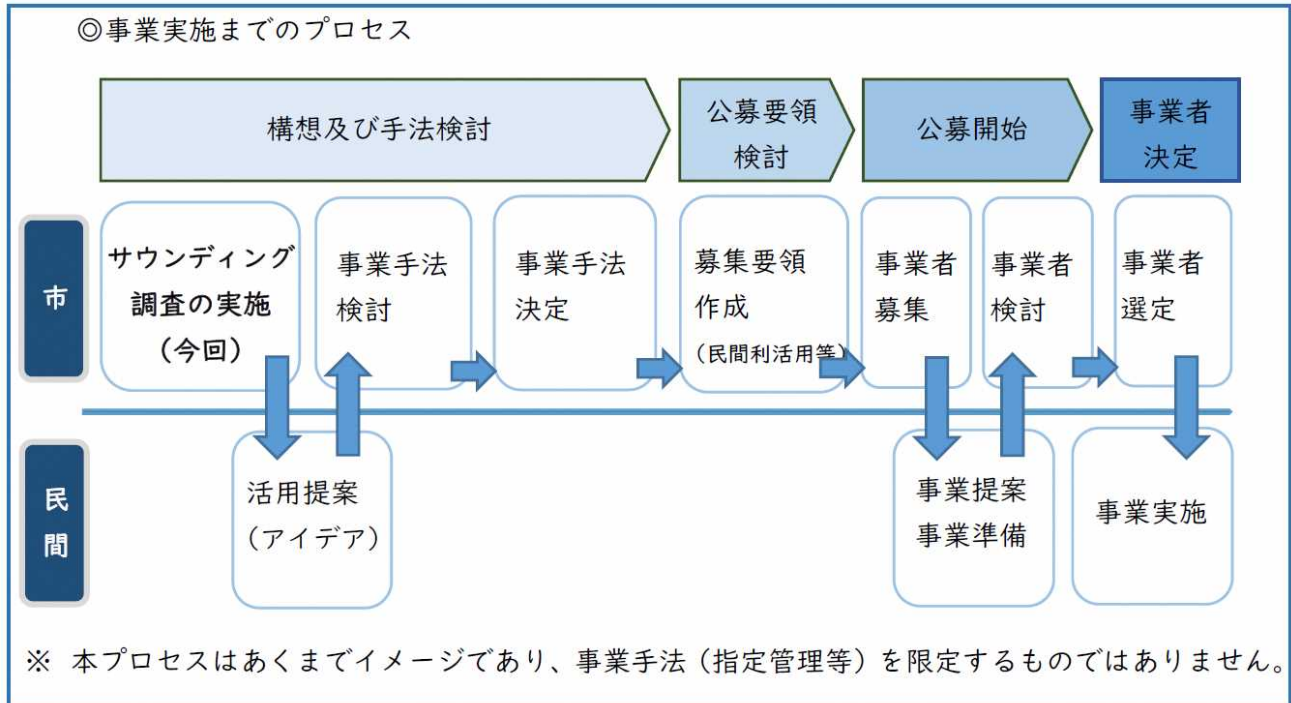 ◎事業実施までのプロセス
構想及び手法検討
公募要領
検討
公募開始
事業者
決定
市
サウンディング
調査の実施
（今回）
事業手法
検討
事業手法
決定
募集要領
作成
（民間利活用等）
事業者
募集
事業者
検討
事業者
選定
民
間
活用提案
（アイデア）
事業提案
事業準備
事業実施
※ 本プロセスはあくまでイメージであり、事業手法（指定管理等）を限定するものではありません。